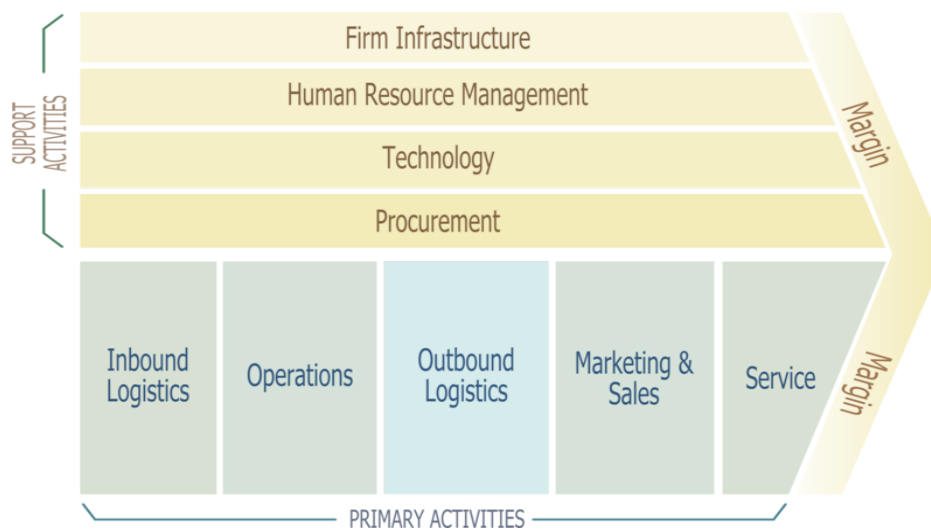 Firm Infrastructure
Human Resource Management
Technology
Procurement
SUPPORT
ACTIVITIES
Margin
Inbound
Logistics
Operations
Outbound
Logistics
Marketing &
Sales
Service
Margin
PRIMARY ACTIVITIES